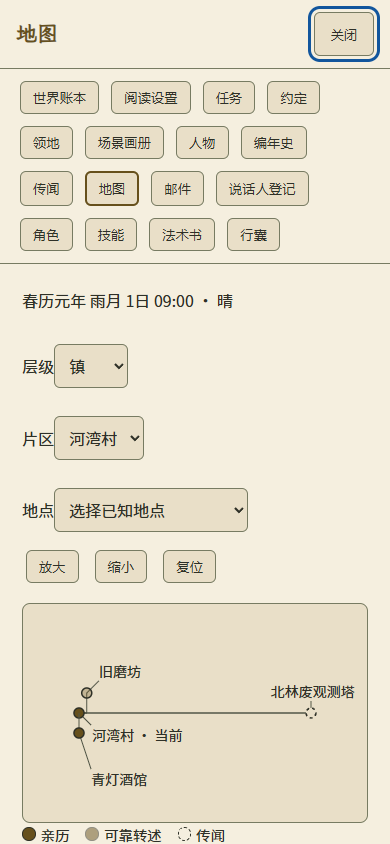 地图
关闭
世界账本 阅读设置 任务 约定
领地 场景画册 人物 编年史
传闻 地图 邮件 说话人登记
角色 技能 法术书 行囊
春历元年 雨月 1日 09:00 · 晴
层级 镇
片区 河湾村
地点 选择已知地点
放大 缩小 复位
旧磨坊
北林废观测塔
河湾村 · 当前
青灯酒馆
亲历 可靠转述 传闻